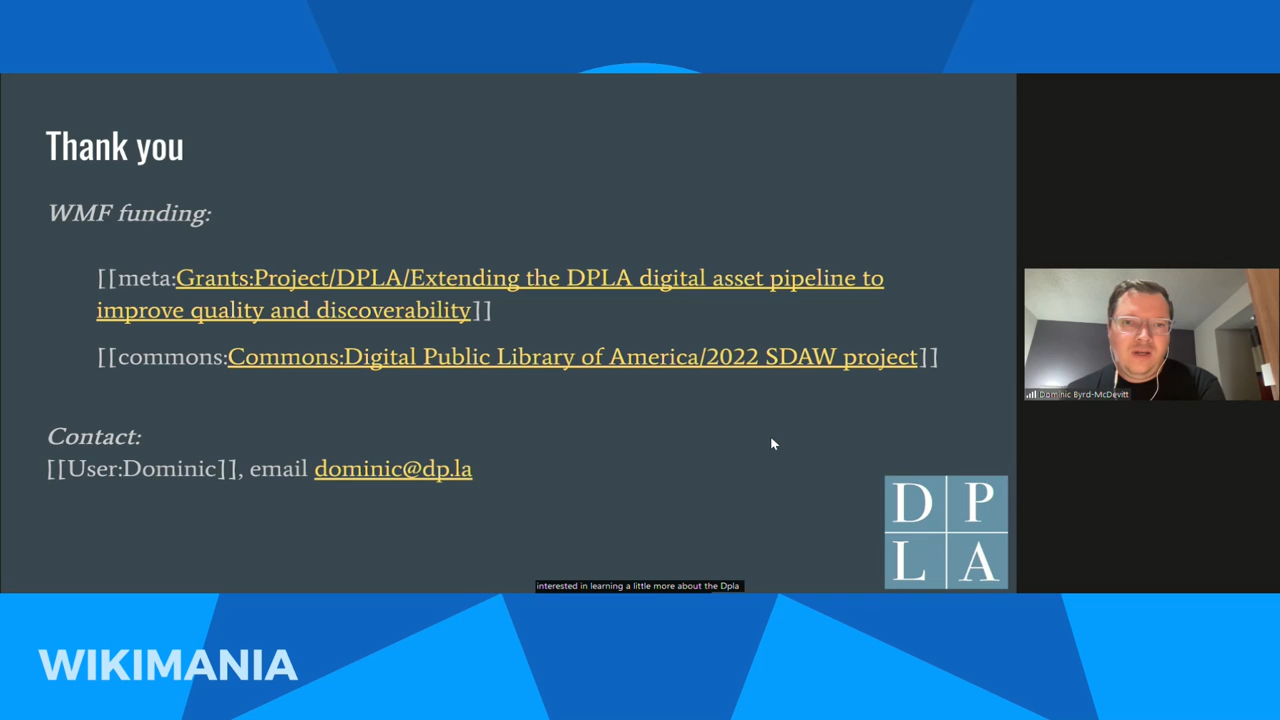 Thank you
WMF funding:
[[meta:Grants:Project/DPLA/Extending the DPLA digital asset pipeline to
improve quality and discoverability]]
[[commons:Commons:Digital Public Library of America/2022 SDAW project]]
Contact:
[[User:Dominic]], email dominic@dp.la
D P
L A
interested in learning a little more about the Dpla
Dominic Byrd-McDevitt
WIKIMANIA